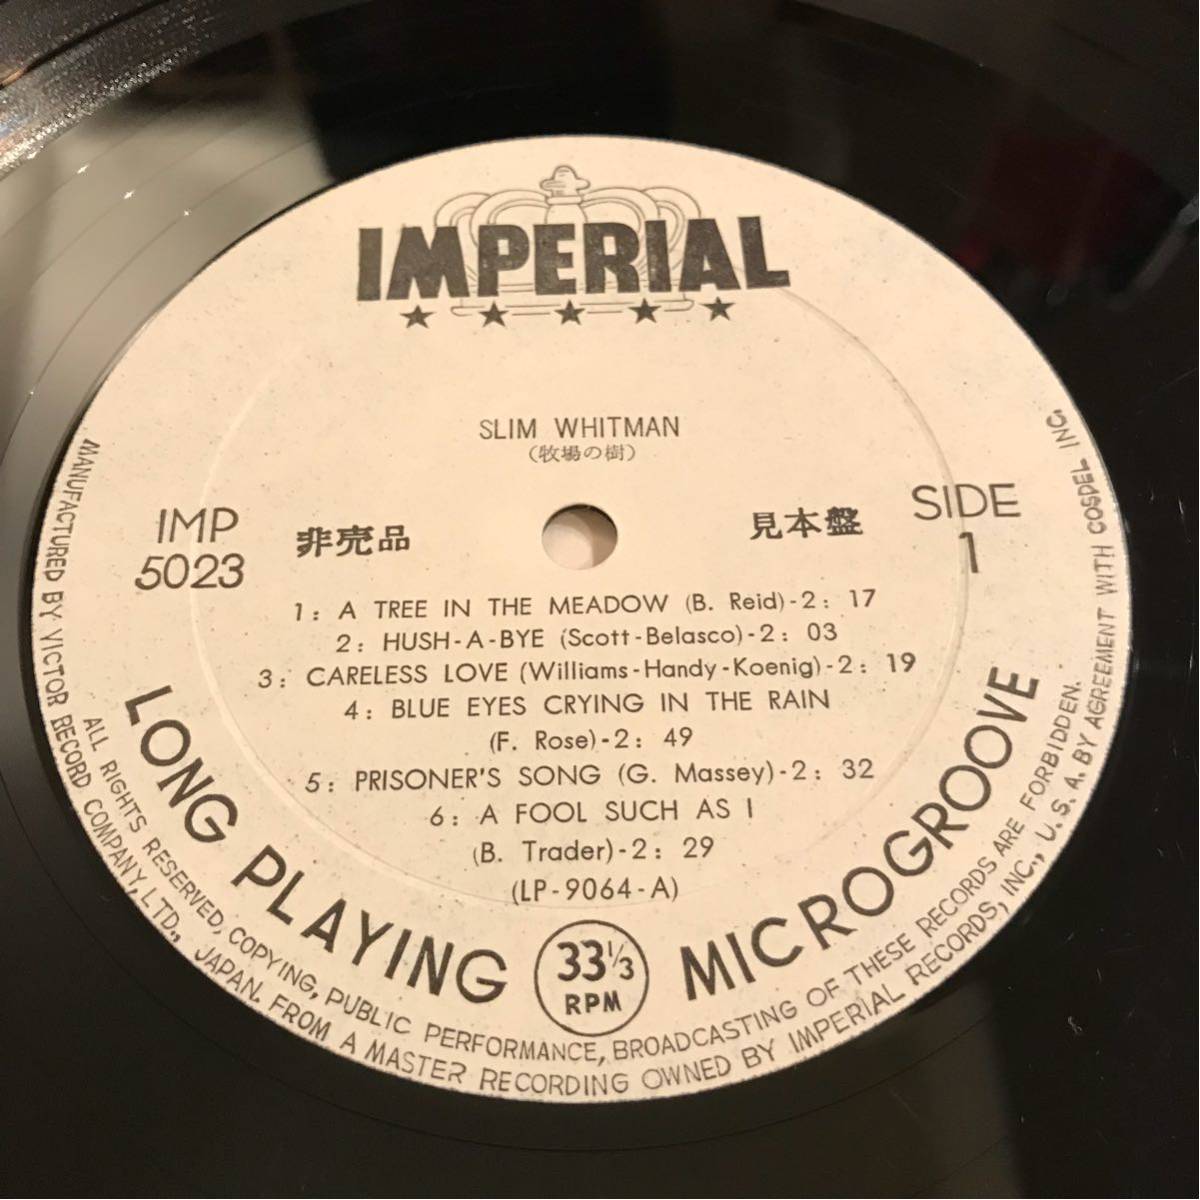 IMPERIAL
★ ★ ★ ★ ★
SLIM WHITMAN
(牧場の樹)
IMP
5023
非売品
見本盤
SIDE
1
1: A TREE IN THE MEADOW (B. Reid)-2: 17
2: HUSH-A-BYE (Scott-Belasco)-2: 03
3: CARELESS LOVE (Williams-Handy-Koenig)-2: 19
4: BLUE EYES CRYING IN THE RAIN
(F. Rose)-2: 49
5: PRISONER'S SONG (G. Massey)-2: 32
6: A FOOL SUCH AS I
(B. Trader)-2: 29
(LP-9064-A)
LONG PLAYING
33 1/3
RPM
MICROGROOVE
ALL RIGHTS RESERVED, COPYING, PUBLIC PERFORMANCE, BROADCASTING OF THESE RECORDS ARE FORBIDDEN.
MANUFACTURED BY VICTOR RECORD COMPANY, LTD., JAPAN. FROM A MASTER RECORDING OWNED BY IMPERIAL RECORDS, INC., U. S. A. BY AGREEMENT WITH COSDEL INC.